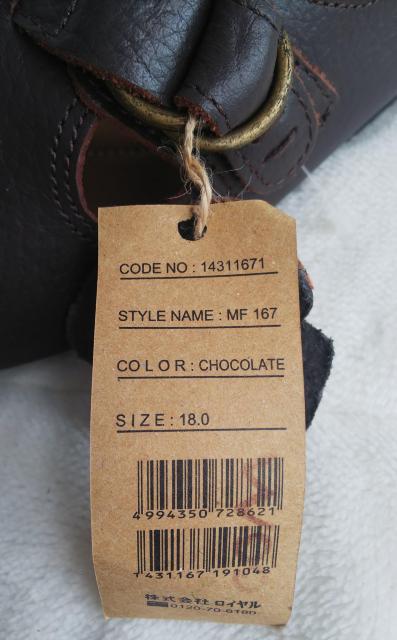 CODE NO : 14311671
STYLE NAME : MF 167
COLOR : CHOCOLATE
SIZE : 18.0
4994350 728621
1431167 191048
株式会社 ロイヤル
0120-70-6180